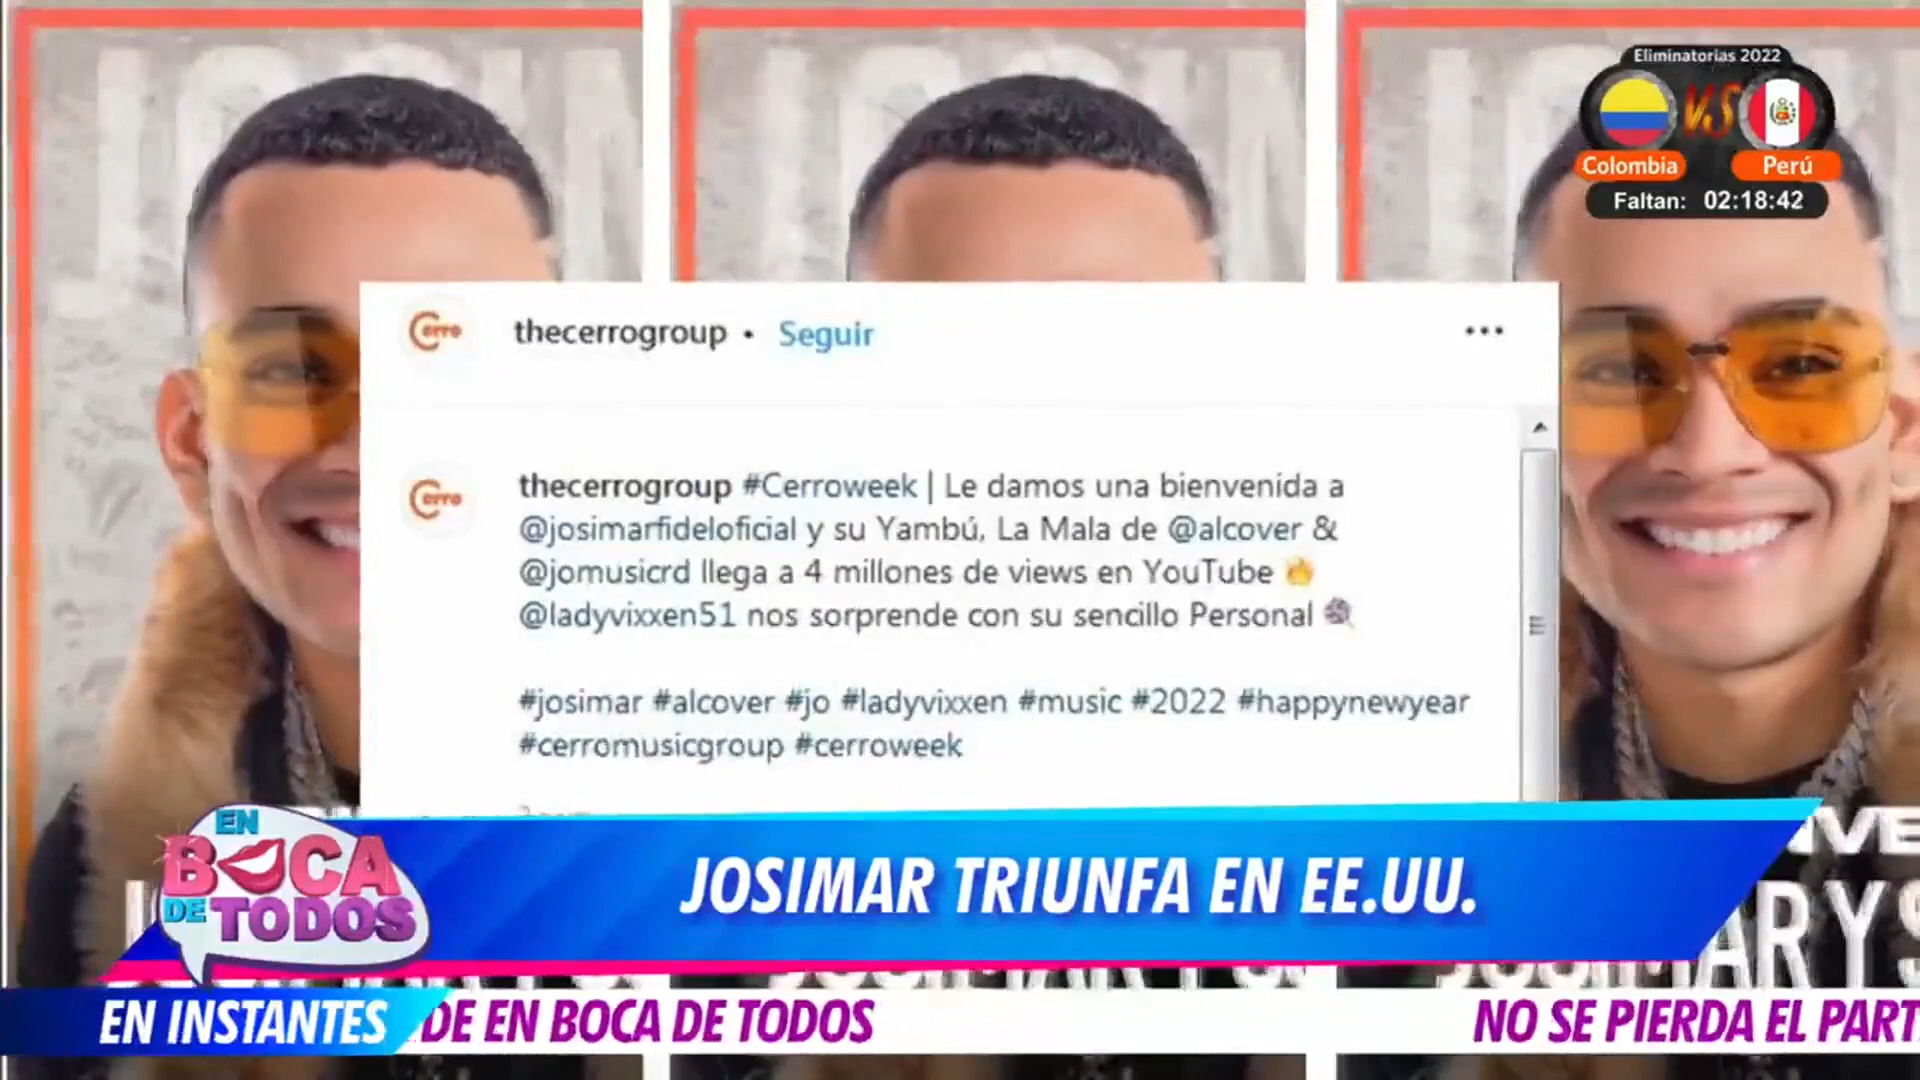 Eliminatorias 2022
VS
Colombia
Perú
Faltan: 02:18:42
Cerro
thecerrogroup • Seguir
Cerro
thecerrogroup #Cerroweek | Le damos una bienvenida a
@josimarfideloficial y su Yambú, La Mala de @alcover &
@jomusicrd llega a 4 millones de views en YouTube 🔥
@ladyvixxen51 nos sorprende con su sencillo Personal
#josimar #alcover #jo #ladyvixxen #music #2022 #happynewyear
#cerromusicgroup #cerroweek
EN
BOCA
DE TODOS
JOSIMAR TRIUNFA EN EE.UU.
EN INSTANTES
DE EN BOCA DE TODOS
NO SE PIERDA EL PART